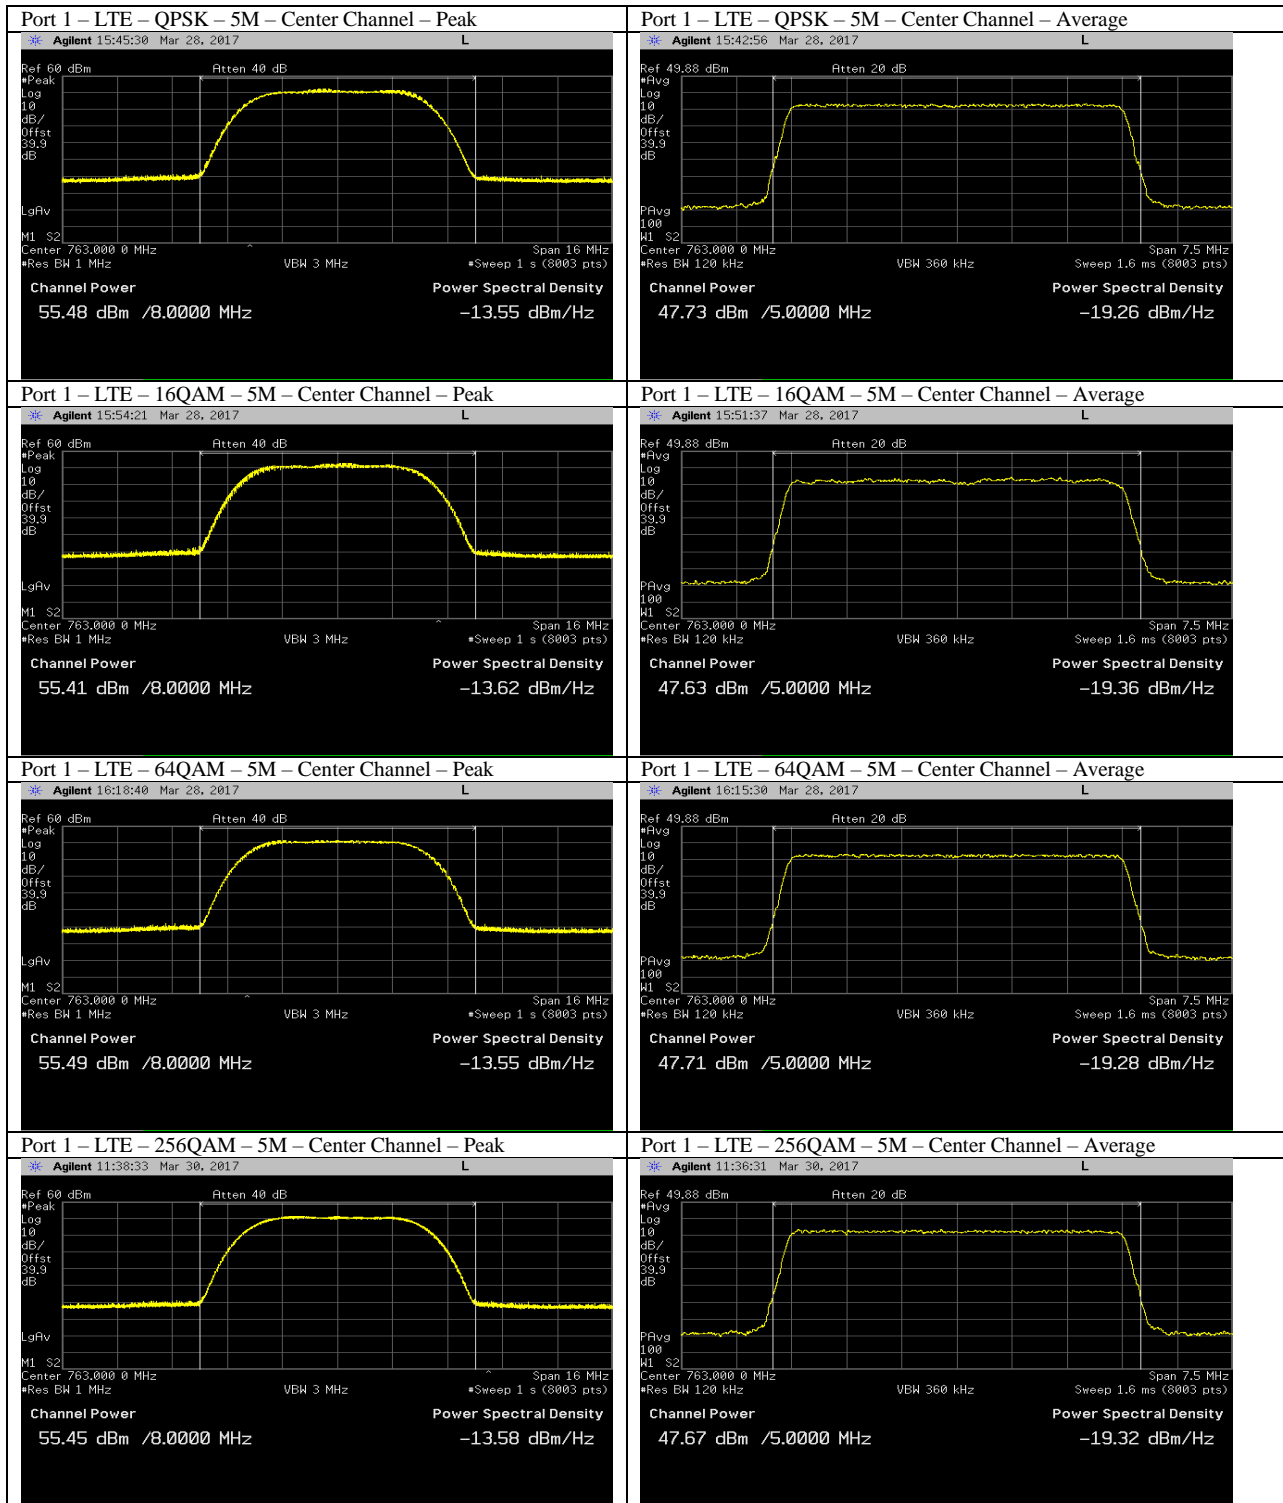 Port 1 – LTE – QPSK – 5M – Center Channel – Peak
Agilent 15:45:30 Mar 28, 2017 L
Ref 60 dBm Atten 40 dB
#Peak
Log
10
dB/
Offst
39.9
dB
LgAv
M1 S2
Center 763.000 0 MHz Span 16 MHz
#Res BW 1 MHz VBW 3 MHz #Sweep 1 s (8003 pts)
Channel Power Power Spectral Density
55.48 dBm /8.0000 MHz -13.55 dBm/Hz
Port 1 – LTE – QPSK – 5M – Center Channel – Average
Agilent 15:42:56 Mar 28, 2017 L
Ref 49.88 dBm Atten 20 dB
#Avg
Log
10
dB/
Offst
39.9
dB
PAvg
100
W1 S2
Center 763.000 0 MHz Span 7.5 MHz
#Res BW 120 kHz VBW 360 kHz Sweep 1.6 ms (8003 pts)
Channel Power Power Spectral Density
47.73 dBm /5.0000 MHz -19.26 dBm/Hz
Port 1 – LTE – 16QAM – 5M – Center Channel – Peak
Agilent 15:54:21 Mar 28, 2017 L
Ref 60 dBm Atten 40 dB
#Peak
Log
10
dB/
Offst
39.9
dB
LgAv
M1 S2
Center 763.000 0 MHz Span 16 MHz
#Res BW 1 MHz VBW 3 MHz #Sweep 1 s (8003 pts)
Channel Power Power Spectral Density
55.41 dBm /8.0000 MHz -13.62 dBm/Hz
Port 1 – LTE – 16QAM – 5M – Center Channel – Average
Agilent 15:51:37 Mar 28, 2017 L
Ref 49.88 dBm Atten 20 dB
#Avg
Log
10
dB/
Offst
39.9
dB
PAvg
100
W1 S2
Center 763.000 0 MHz Span 7.5 MHz
#Res BW 120 kHz VBW 360 kHz Sweep 1.6 ms (8003 pts)
Channel Power Power Spectral Density
47.63 dBm /5.0000 MHz -19.36 dBm/Hz
Port 1 – LTE – 64QAM – 5M – Center Channel – Peak
Agilent 16:18:40 Mar 28, 2017 L
Ref 60 dBm Atten 40 dB
#Peak
Log
10
dB/
Offst
39.9
dB
LgAv
M1 S2
Center 763.000 0 MHz Span 16 MHz
#Res BW 1 MHz VBW 3 MHz #Sweep 1 s (8003 pts)
Channel Power Power Spectral Density
55.49 dBm /8.0000 MHz -13.55 dBm/Hz
Port 1 – LTE – 64QAM – 5M – Center Channel – Average
Agilent 16:15:30 Mar 28, 2017 L
Ref 49.88 dBm Atten 20 dB
#Avg
Log
10
dB/
Offst
39.9
dB
PAvg
100
W1 S2
Center 763.000 0 MHz Span 7.5 MHz
#Res BW 120 kHz VBW 360 kHz Sweep 1.6 ms (8003 pts)
Channel Power Power Spectral Density
47.71 dBm /5.0000 MHz -19.28 dBm/Hz
Port 1 – LTE – 256QAM – 5M – Center Channel – Peak
Agilent 11:38:33 Mar 30, 2017 L
Ref 60 dBm Atten 40 dB
#Peak
Log
10
dB/
Offst
39.9
dB
LgAv
M1 S2
Center 763.000 0 MHz Span 16 MHz
#Res BW 1 MHz VBW 3 MHz #Sweep 1 s (8003 pts)
Channel Power Power Spectral Density
55.45 dBm /8.0000 MHz -13.58 dBm/Hz
Port 1 – LTE – 256QAM – 5M – Center Channel – Average
Agilent 11:36:31 Mar 30, 2017 L
Ref 49.88 dBm Atten 20 dB
#Avg
Log
10
dB/
Offst
39.9
dB
PAvg
100
W1 S2
Center 763.000 0 MHz Span 7.5 MHz
#Res BW 120 kHz VBW 360 kHz Sweep 1.6 ms (8003 pts)
Channel Power Power Spectral Density
47.67 dBm /5.0000 MHz -19.32 dBm/Hz